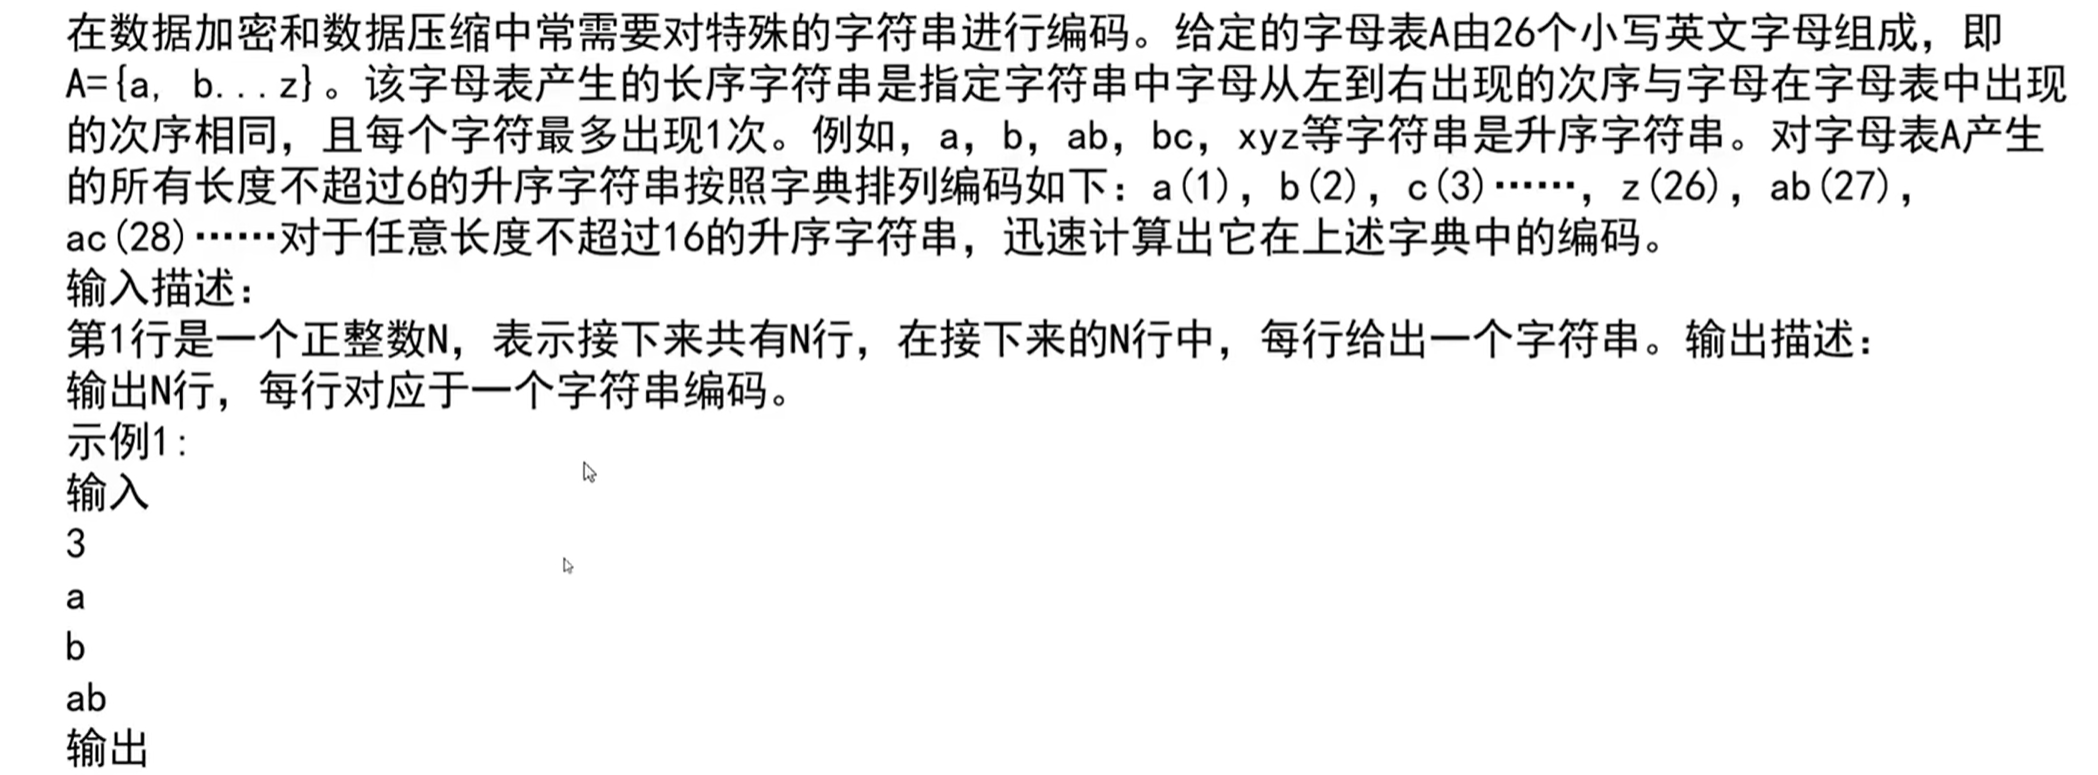 在数据加密和数据压缩中常需要对特殊的字符串进行编码。给定的字母表A由26个小写英文字母组成，即
A={a, b...z}。该字母表产生的长序字符串是指定字符串中字母从左到右出现的次序与字母在字母表中出现
的次序相同，且每个字符最多出现1次。例如，a，b，ab，bc，xyz等字符串是升序字符串。对字母表A产生
的所有长度不超过6的升序字符串按照字典排列编码如下：a(1)，b(2)，c(3)……，z(26)，ab(27)，
ac(28)……对于任意长度不超过16的升序字符串，迅速计算出它在上述字典中的编码。
输入描述：
第1行是一个正整数N，表示接下来共有N行，在接下来的N行中，每行给出一个字符串。输出描述：
输出N行，每行对应于一个字符串编码。
示例1:
输入
3
a
b
ab
输出